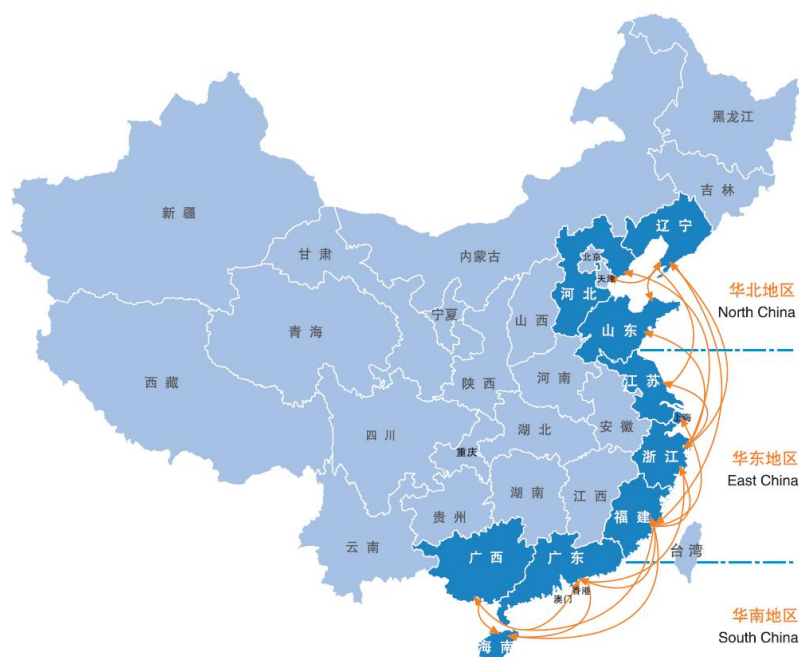 黑龙江
吉 林
辽 宁
新 疆
甘 肃
内蒙古
北京
天津
河 北
华北地区
North China
宁夏
山 西
青 海
山 东
西 藏
陕 西
河 南
江 苏
上海
安 徽
四 川
湖 北
重庆
浙 江
华东地区
East China
湖 南
江 西
贵 州
福 建
云 南
广 西
广 东
台 湾
香港
澳门
华南地区
South China
海 南